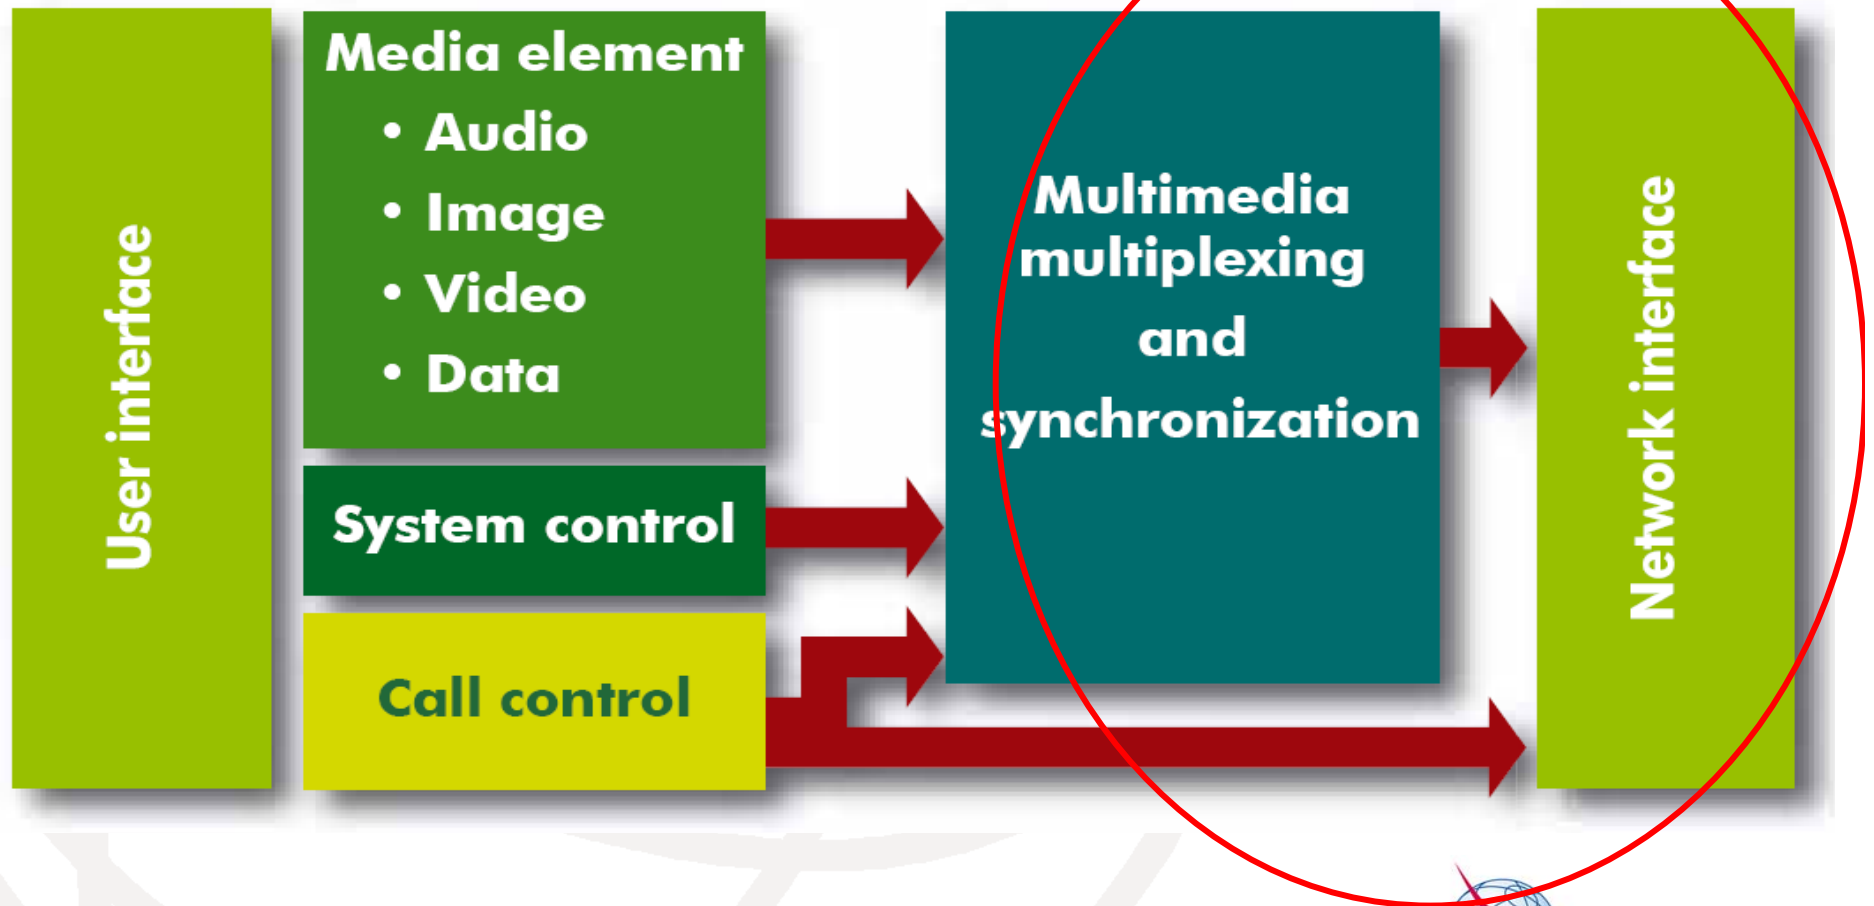 User interface
Media element
• Audio
• Image
• Video
• Data
System control
Call control
Multimedia
multiplexing
and
synchronization
Network interface